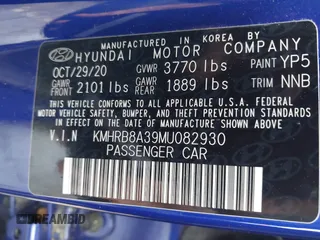 MANUFACTURED IN KOREA BY
HYUNDAI MOTOR COMPANY
OCT/29/20 GVWR 3770 lbs PAINT YP5
GAWR FRONT 2101 lbs GAWR REAR 1889 lbs TRIM NNB
THIS VEHICLE CONFORMS TO ALL APPLICABLE
FEDERAL MOTOR VEHICLE SAFETY, BUMPER,
AND THEFT PREVENTION STANDARDS IN EFFECT
ON THE DATE OF MANUFACTURE SHOWN ABOVE.
V.I.N KMHRB8A39MU082930
PASSENGER CAR